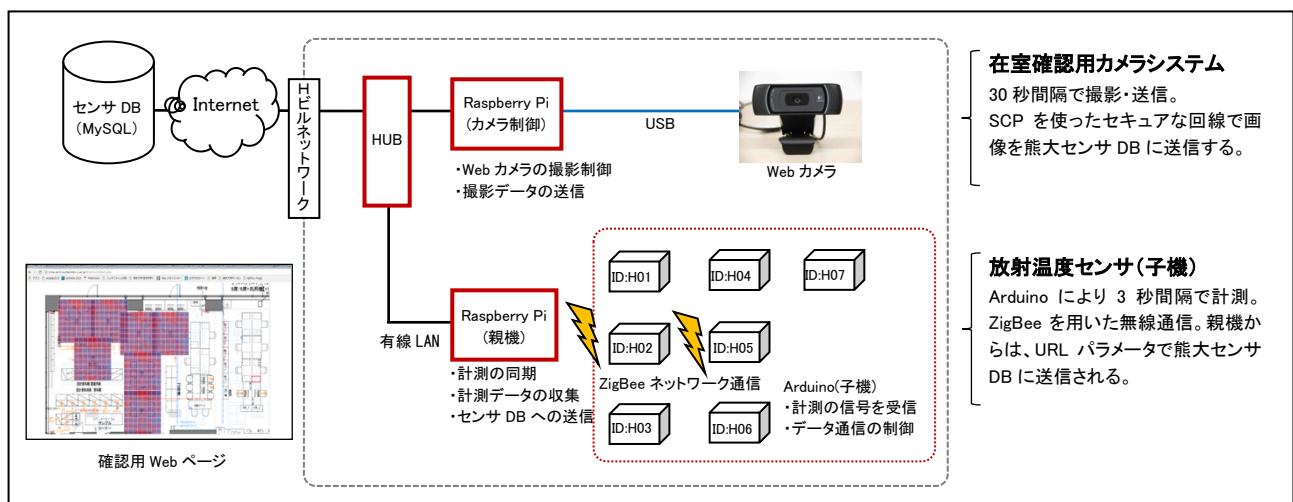 センサ DB
(MySQL)
Internet
Hビルネットワーク
HUB
Raspberry Pi
(カメラ制御)
・Web カメラの撮影制御
・撮影データの送信
USB
Web カメラ
在室確認用カメラシステム
30 秒間隔で撮影・送信。
SCP を使ったセキュアな回線で画
像を熊大センサ DB に送信する。
有線 LAN
Raspberry Pi
(親機)
・計測の同期
・計測データの収集
・センサ DB への送信
ID:H01
ID:H04
ID:H07
ID:H02
ID:H05
ZigBee ネットワーク通信
ID:H03
ID:H06
Arduino(子機)
・計測の信号を受信
・データ通信の制御
放射温度センサ(子機)
Arduino により 3 秒間隔で計測。
ZigBee を用いた無線通信。親機か
らは、URL パラメータで熊大センサ
DB に送信される。
確認用 Web ページ